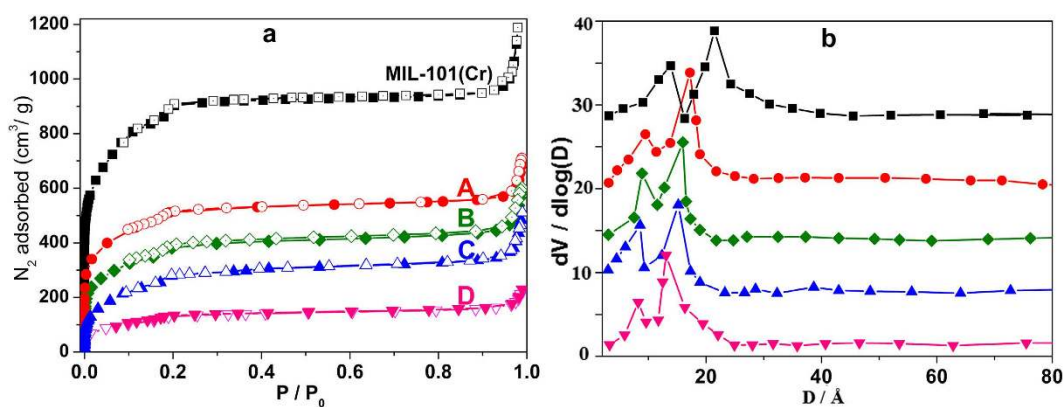 a
MIL-101(Cr)
A
B
C
D
N₂ adsorbed (cm³/ g)
1200
1000
800
600
400
200
0
0.0 0.2 0.4 0.6 0.8 1.0
P / P₀
b
dV / dlog(D)
40
30
20
10
0
20 40 60 80
D / Å